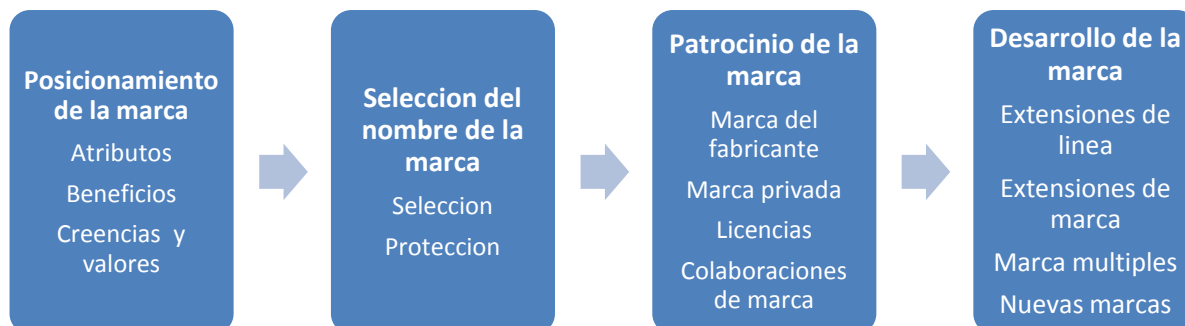 Posicionamiento
de la marca
Atributos
Beneficios
Creencias y
valores
Seleccion del
nombre de la
marca
Seleccion
Proteccion
Patrocinio de la
marca
Marca del
fabricante
Marca privada
Licencias
Colaboraciones
de marca
Desarrollo de la
marca
Extensiones de
linea
Extensiones de
marca
Marca multiples
Nuevas marcas